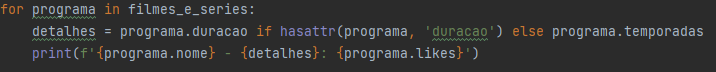 for programa in filmes_e_series:
    detalhes = programa.duracao if hasattr(programa, 'duracao') else programa.temporadas
    print(f'{programa.nome} - {detalhes}: {programa.likes}')